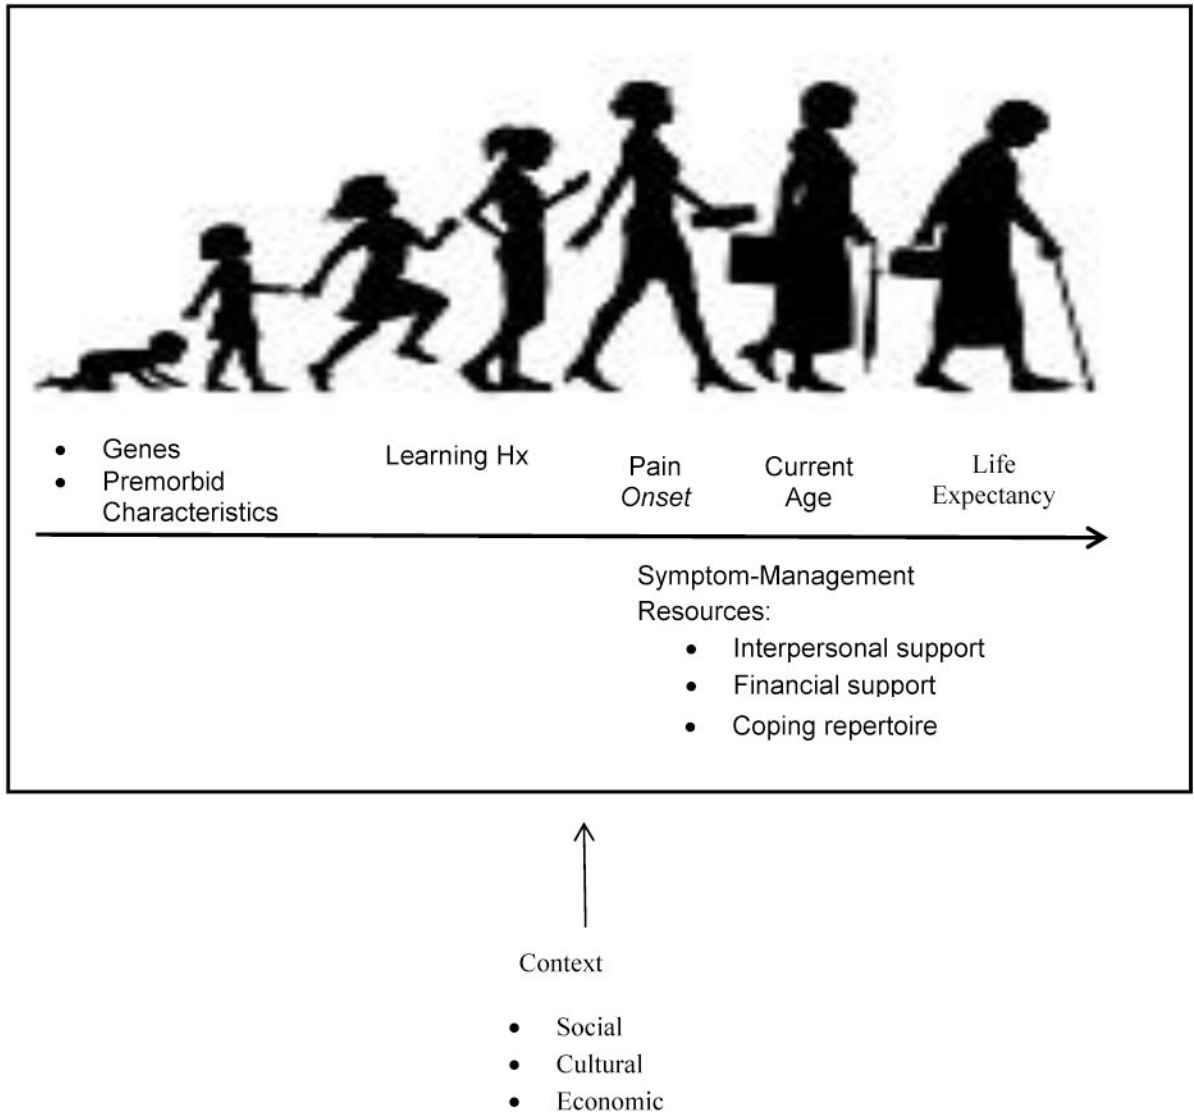 • Genes
• Premorbid
Characteristics
Learning Hx
Pain
Onset
Current
Age
Life
Expectancy
Symptom-Management
Resources:
• Interpersonal support
• Financial support
• Coping repertoire
Context
• Social
• Cultural
• Economic